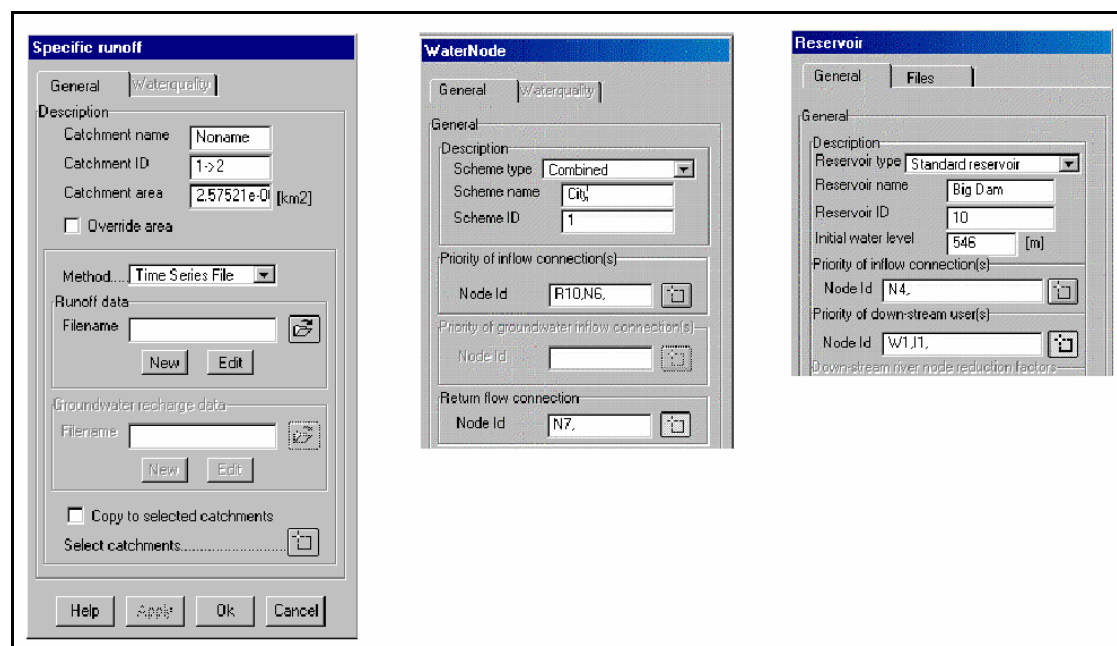 Specific runoff
General Waterquality
Description
Catchment name Noname
Catchment ID 1->2
Catchment area 2.57521e-0 [km2]
Override area
Method.... Time Series File
Runoff data
Filename
New Edit
Groundwater recharge data
Filename
New Edit
Copy to selected catchments
Select catchments...........................
Help Apply Ok Cancel
WaterNode
General Waterquality
General
Description
Scheme type Combined
Scheme name City
Scheme ID 1
Priority of inflow connection(s)
Node Id R10,N6,
Priority of groundwater inflow connection(s)
Node Id
Return flow connection
Node Id N7,
Reservoir
General Files
General
Description
Reservoir type Standard reservoir
Reservoir name Big Dam
Reservoir ID 10
Initial water level 546 [m]
Priority of inflow connection(s)
Node Id N4,
Priority of down-stream user(s)
Node Id W1,I1,
Down-stream river node reduction factors